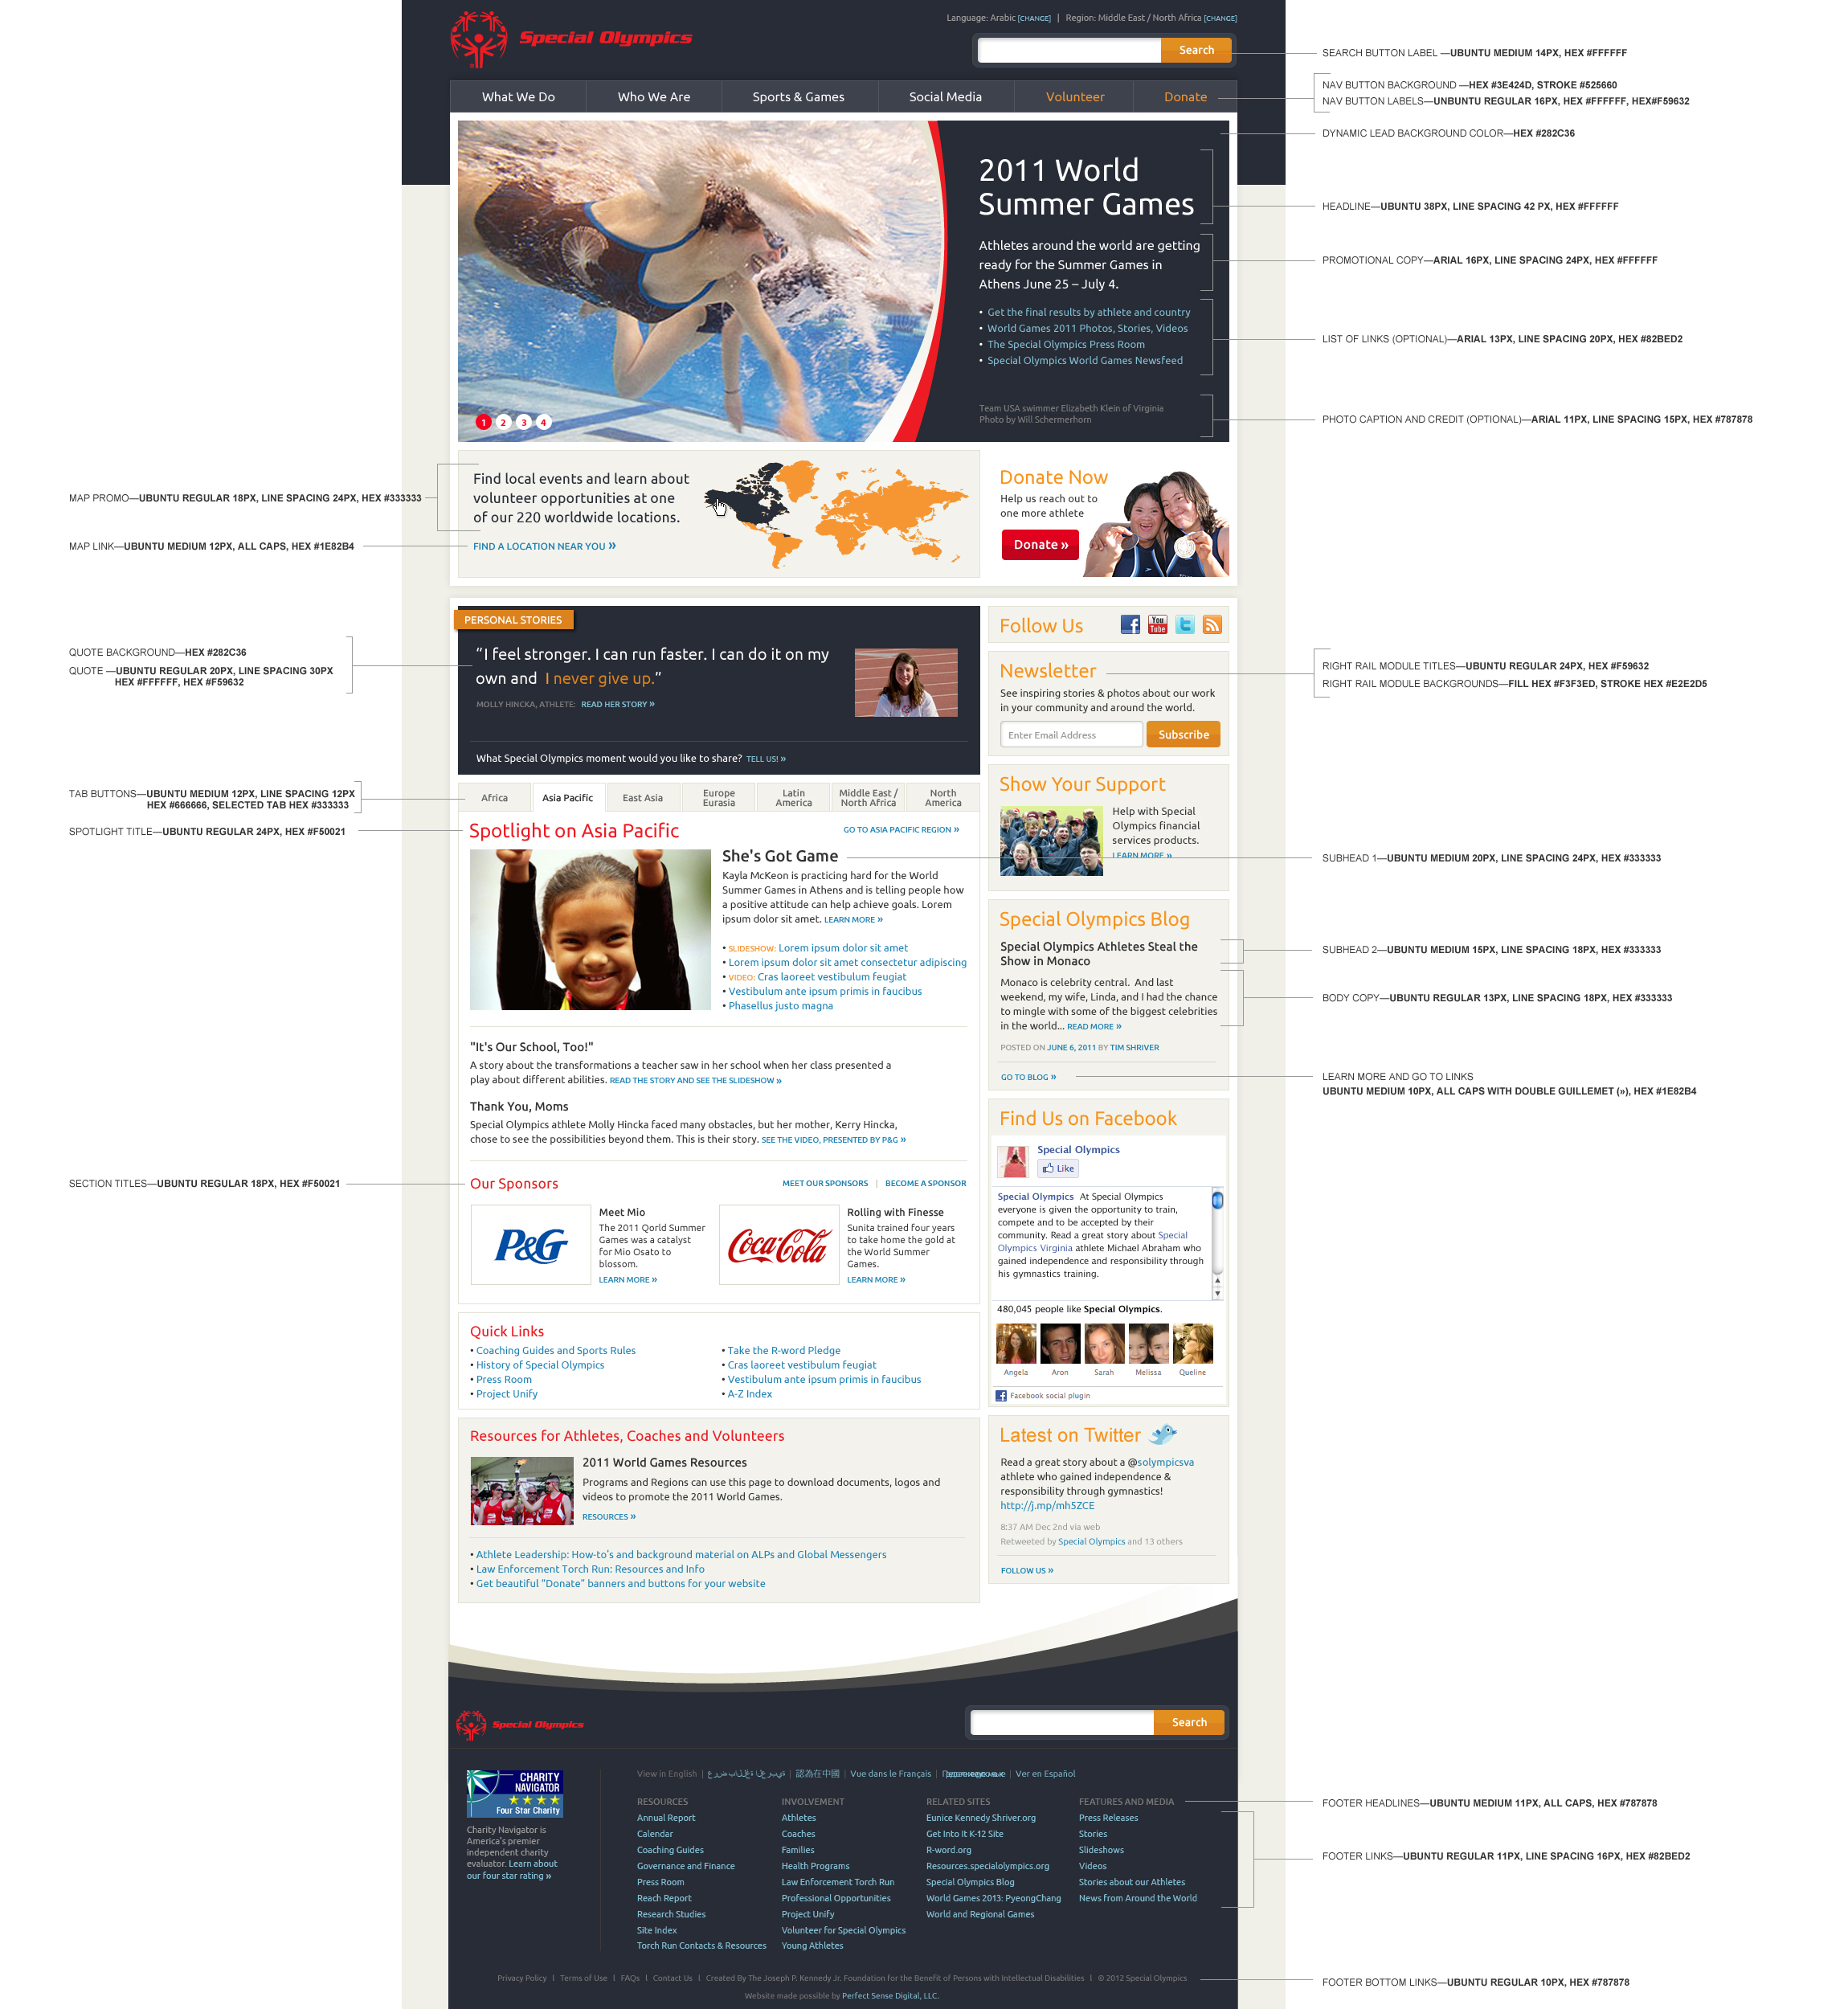 Special Olympics
Language: Arabic [CHANGE] | Region: Middle East / North Africa [CHANGE]
Search
What We Do
Who We Are
Sports & Games
Social Media
Volunteer
Donate
2011 World
Summer Games
Athletes around the world are getting
ready for the Summer Games in
Athens June 25 – July 4.
• Get the final results by athlete and country
• World Games 2011 Photos, Stories, Videos
• The Special Olympics Press Room
• Special Olympics World Games Newsfeed
Team USA swimmer Elizabeth Klein of Virginia
Photo by Will Schermerhorn
1 2 3 4
SEARCH BUTTON LABEL —UBUNTU MEDIUM 14PX, HEX #FFFFFF
NAV BUTTON BACKGROUND —HEX #3E424D, STROKE #525660
NAV BUTTON LABELS—UNBUNTU REGULAR 16PX, HEX #FFFFFF, HEX#F59632
DYNAMIC LEAD BACKGROUND COLOR—HEX #282C36
HEADLINE—UBUNTU 38PX, LINE SPACING 42 PX, HEX #FFFFFF
PROMOTIONAL COPY—ARIAL 16PX, LINE SPACING 24PX, HEX #FFFFFF
LIST OF LINKS (OPTIONAL)—ARIAL 13PX, LINE SPACING 20PX, HEX #82BED2
PHOTO CAPTION AND CREDIT (OPTIONAL)—ARIAL 11PX, LINE SPACING 15PX, HEX #787878
MAP PROMO—UBUNTU REGULAR 18PX, LINE SPACING 24PX, HEX #333333
MAP LINK—UBUNTU MEDIUM 12PX, ALL CAPS, HEX #1E82B4
Find local events and learn about
volunteer opportunities at one
of our 220 worldwide locations.
FIND A LOCATION NEAR YOU »
Donate Now
Help us reach out to
one more athlete
Donate »
QUOTE BACKGROUND—HEX #282C36
QUOTE —UBUNTU REGULAR 20PX, LINE SPACING 30PX
HEX #FFFFFF, HEX #F59632
PERSONAL STORIES
“I feel stronger. I can run faster. I can do it on my
own and I never give up.”
MOLLY HINCKA, ATHLETE: READ HER STORY »
What Special Olympics moment would you like to share? TELL US! »
Follow Us
You
Tube
Newsletter
See inspiring stories & photos about our work
in your community and around the world.
Enter Email Address
Subscribe
RIGHT RAIL MODULE TITLES—UBUNTU REGULAR 24PX, HEX #F59632
RIGHT RAIL MODULE BACKGROUNDS—FILL HEX #F3F3ED, STROKE HEX #E2E2D5
TAB BUTTONS—UBUNTU MEDIUM 12PX, LINE SPACING 12PX
HEX #666666, SELECTED TAB HEX #333333
SPOTLIGHT TITLE—UBUNTU REGULAR 24PX, HEX #F50021
Africa
Asia Pacific
East Asia
Europe
Eurasia
Latin
America
Middle East /
North Africa
North
America
Spotlight on Asia Pacific
GO TO ASIA PACIFIC REGION »
She's Got Game
Kayla McKeon is practicing hard for the World
Summer Games in Athens and is telling people how
a positive attitude can help achieve goals. Lorem
ipsum dolor sit amet. LEARN MORE »
• SLIDESHOW: Lorem ipsum dolor sit amet
• Lorem ipsum dolor sit amet consectetur adipiscing
• VIDEO: Cras laoreet vestibulum feugiat
• Vestibulum ante ipsum primis in faucibus
• Phasellus justo magna
"It's Our School, Too!"
A story about the transformations a teacher saw in her school when her class presented a
play about different abilities. READ THE STORY AND SEE THE SLIDESHOW »
Thank You, Moms
Special Olympics athlete Molly Hincka faced many obstacles, but her mother, Kerry Hincka,
chose to see the possibilities beyond them. This is their story. SEE THE VIDEO, PRESENTED BY P&G »
Show Your Support
Help with Special
Olympics financial
services products.
LEARN MORE »
SUBHEAD 1—UBUNTU MEDIUM 20PX, LINE SPACING 24PX, HEX #333333
Special Olympics Blog
Special Olympics Athletes Steal the
Show in Monaco
Monaco is celebrity central. And last
weekend, my wife, Linda, and I had the chance
to mingle with some of the biggest celebrities
in the world... READ MORE »
POSTED ON JUNE 6, 2011 BY TIM SHRIVER
GO TO BLOG »
SUBHEAD 2—UBUNTU MEDIUM 15PX, LINE SPACING 18PX, HEX #333333
BODY COPY—UBUNTU REGULAR 13PX, LINE SPACING 18PX, HEX #333333
LEARN MORE AND GO TO LINKS
UBUNTU MEDIUM 10PX, ALL CAPS WITH DOUBLE GUILLEMET (»), HEX #1E82B4
SECTION TITLES—UBUNTU REGULAR 18PX, HEX #F50021
Our Sponsors
MEET OUR SPONSORS | BECOME A SPONSOR
P&G
Meet Mio
The 2011 Qorld Summer
Games was a catalyst
for Mio Osato to
blossom.
LEARN MORE »
Coca-Cola
Rolling with Finesse
Sunita trained four years
to take home the gold at
the World Summer
Games.
LEARN MORE »
Quick Links
• Coaching Guides and Sports Rules
• History of Special Olympics
• Press Room
• Project Unify
• Take the R-word Pledge
• Cras laoreet vestibulum feugiat
• Vestibulum ante ipsum primis in faucibus
• A-Z Index
Resources for Athletes, Coaches and Volunteers
2011 World Games Resources
Programs and Regions can use this page to download documents, logos and
videos to promote the 2011 World Games.
RESOURCES »
• Athlete Leadership: How-to's and background material on ALPs and Global Messengers
• Law Enforcement Torch Run: Resources and Info
• Get beautiful “Donate” banners and buttons for your website
Find Us on Facebook
Special Olympics
Like
Special Olympics At Special Olympics
everyone is given the opportunity to train,
compete and to be accepted by their
community. Read a great story about Special
Olympics Virginia athlete Michael Abraham who
gained independence and responsibility through
his gymnastics training.
480,045 people like Special Olympics.
Angela Aron Sarah Melissa Queline
Facebook social plugin
Latest on Twitter
Read a great story about a @solympicsva
athlete who gained independence &
responsibility through gymnastics!
http://j.mp/mh5ZCE
8:37 AM Dec 2nd via web
Retweeted by Special Olympics and 13 others
FOLLOW US »
Special Olympics
Search
CHARITY
NAVIGATOR
Four Star Charity
Charity Navigator is
America's premier
independent charity
evaluator. Learn about
our four star rating »
View in English | | 認為在中國 | Vue dans le Français | | Ver en Español
RESOURCES
Annual Report
Calendar
Coaching Guides
Governance and Finance
Press Room
Reach Report
Research Studies
Site Index
Torch Run Contacts & Resources
INVOLVEMENT
Athletes
Coaches
Families
Health Programs
Law Enforcement Torch Run
Professional Opportunities
Project Unify
Volunteer for Special Olympics
Young Athletes
RELATED SITES
Eunice Kennedy Shriver.org
Get Into It K-12 Site
R-word.org
Resources.specialolympics.org
Special Olympics Blog
World Games 2013: PyeongChang
World and Regional Games
FEATURES AND MEDIA
Press Releases
Stories
Slideshows
Videos
Stories about our Athletes
News from Around the World
FOOTER HEADLINES—UBUNTU MEDIUM 11PX, ALL CAPS, HEX #787878
FOOTER LINKS—UBUNTU REGULAR 11PX, LINE SPACING 16PX, HEX #82BED2
Privacy Policy | Terms of Use | FAQs | Contact Us | Created By The Joseph P. Kennedy Jr. Foundation for the Benefit of Persons with Intellectual Disabilities | © 2012 Special Olympics
Website made possible by Perfect Sense Digital, LLC.
FOOTER BOTTOM LINKS—UBUNTU REGULAR 10PX, HEX #787878